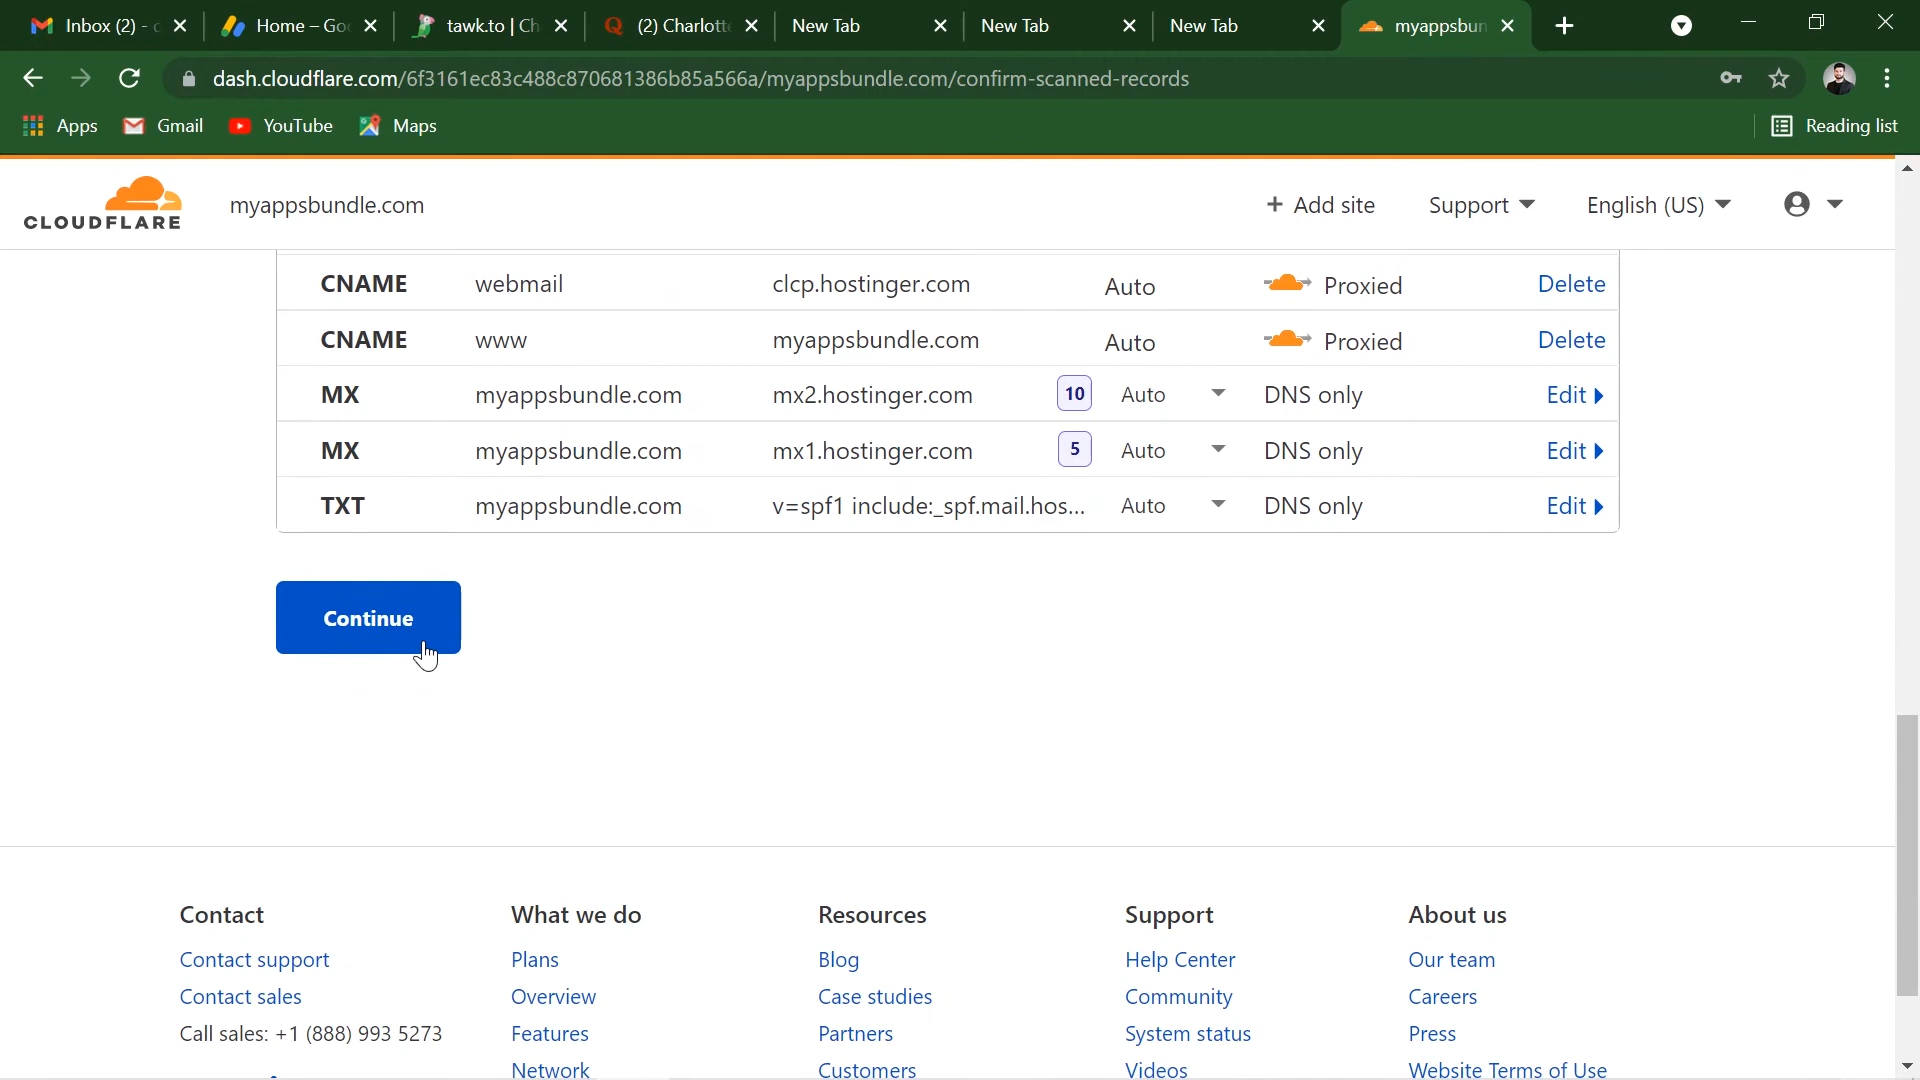 Inbox (2) -
Home – Go
tawk.to | Ch
(2) Charlott
New Tab
New Tab
New Tab
myappsbun
dash.cloudflare.com/6f3161ec83c488c870681386b85a566a/myappsbundle.com/confirm-scanned-records
Apps
Gmail
YouTube
Maps
Reading list
CLOUDFLARE
myappsbundle.com
+ Add site
Support
English (US)
CNAME webmail clcp.hostinger.com Auto Proxied Delete
CNAME www myappsbundle.com Auto Proxied Delete
MX myappsbundle.com mx2.hostinger.com 10 Auto DNS only Edit
MX myappsbundle.com mx1.hostinger.com 5 Auto DNS only Edit
TXT myappsbundle.com v=spf1 include:_spf.mail.hos... Auto DNS only Edit
Continue
Contact
Contact support
Contact sales
Call sales: +1 (888) 993 5273
What we do
Plans
Overview
Features
Network
Resources
Blog
Case studies
Partners
Customers
Support
Help Center
Community
System status
Videos
About us
Our team
Careers
Press
Website Terms of Use